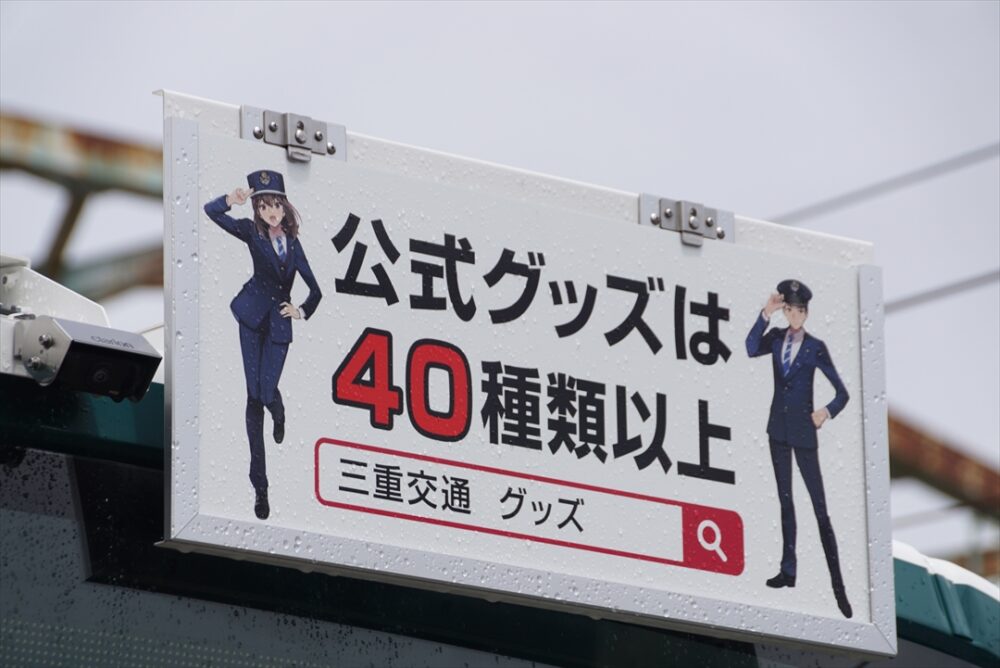 公式グッズは
40種類以上
三重交通 グッズ
clarion